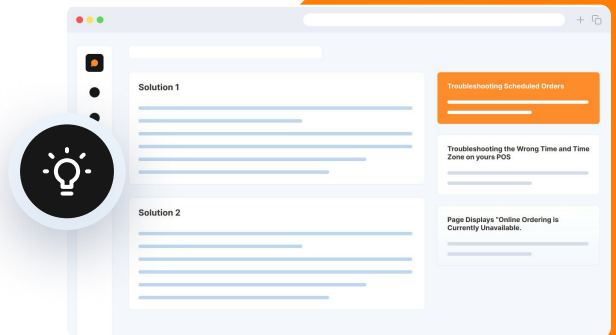 Solution 1
Solution 2
Troubleshooting Scheduled Orders
Troubleshooting the Wrong Time and Time
Zone on yours POS
Page Displays "Online Ordering is
Currently Unavailable.